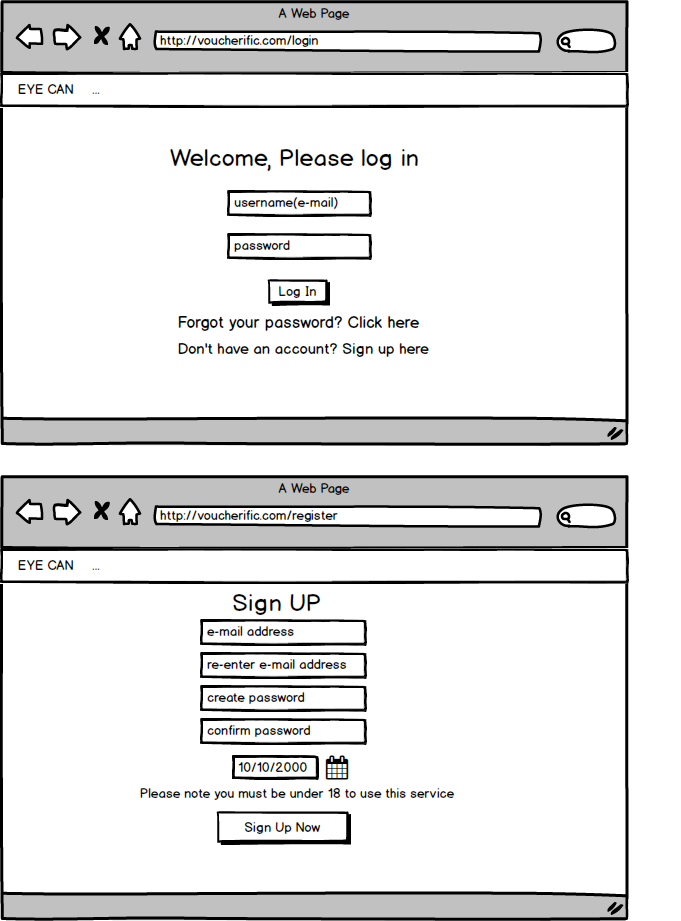 A Web Page
http://voucherific.com/login
EYE CAN ...
Welcome, Please log in
username(e-mail)
password
Log In
Forgot your password? Click here
Don't have an account? Sign up here
A Web Page
http://voucherific.com/register
EYE CAN ...
Sign UP
e-mail address
re-enter e-mail address
create password
confirm password
10/10/2000
Please note you must be under 18 to use this service
Sign Up Now